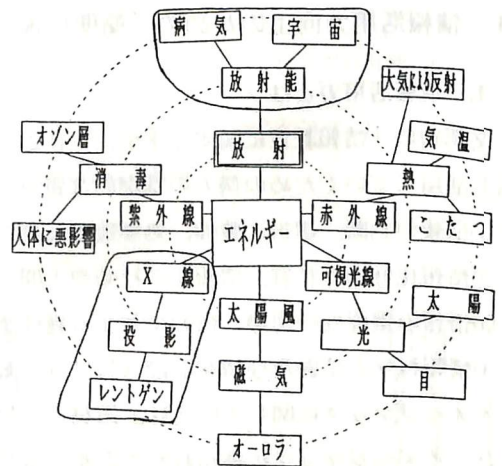 病気
宇宙
放射能
大気による反射
オゾン層
放射
気温
消毒
熱
紫外線
赤外線
こたつ
人体に悪影響
エネルギー
X線
可視光線
太陽
投影
太陽風
光
レントゲン
磁気
目
オーロラ